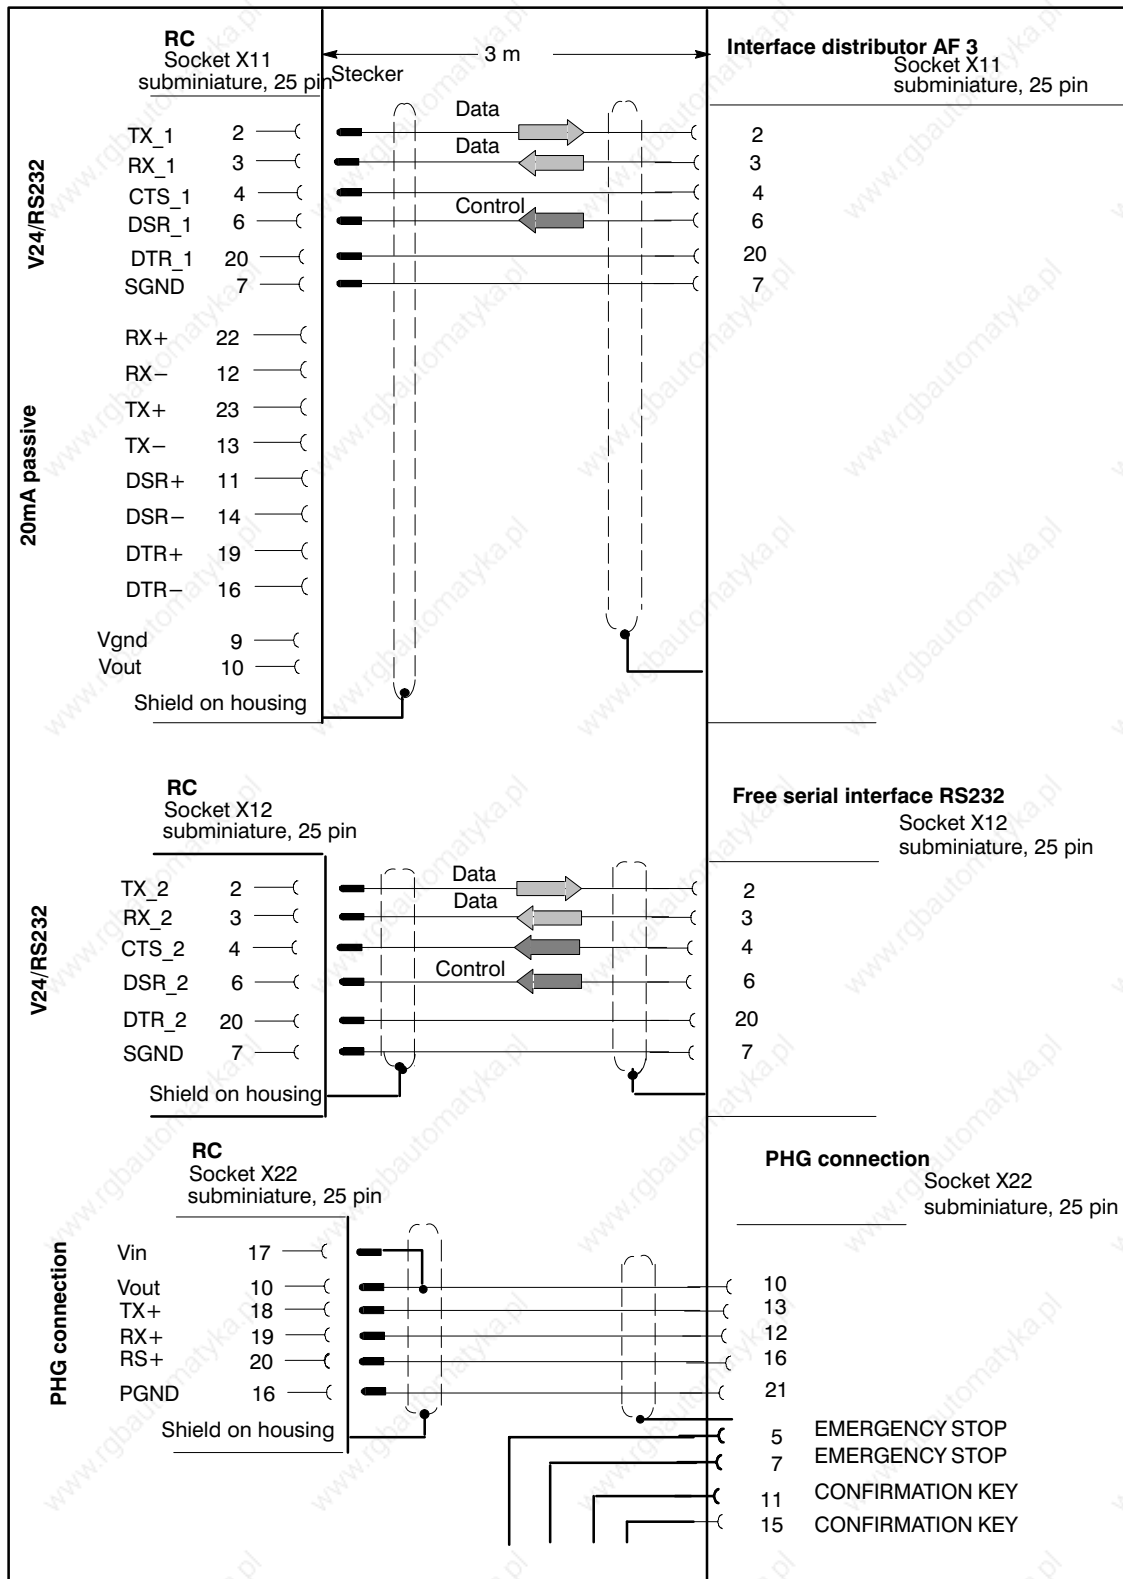 RC
Socket X11
subminiature, 25 pin
Stecker
3 m
Interface distributor AF 3
Socket X11
subminiature, 25 pin
V24/RS232
TX_1 2 Data 2
RX_1 3 Data 3
CTS_1 4 4
DSR_1 6 Control 6
DTR_1 20 20
SGND 7 7
20mA passive
RX+ 22
RX− 12
TX+ 23
TX− 13
DSR+ 11
DSR− 14
DTR+ 19
DTR− 16
Vgnd 9
Vout 10
Shield on housing
RC
Socket X12
subminiature, 25 pin
Free serial interface RS232
Socket X12
subminiature, 25 pin
V24/RS232
TX_2 2 Data 2
RX_2 3 Data 3
CTS_2 4 4
DSR_2 6 Control 6
DTR_2 20 20
SGND 7 7
Shield on housing
RC
Socket X22
subminiature, 25 pin
PHG connection
Socket X22
subminiature, 25 pin
PHG connection
Vin 17
Vout 10 10
TX+ 18 13
RX+ 19 12
RS+ 20 16
PGND 16 21
Shield on housing
5 EMERGENCY STOP
7 EMERGENCY STOP
11 CONFIRMATION KEY
15 CONFIRMATION KEY
www.rgbautomatyka.pl